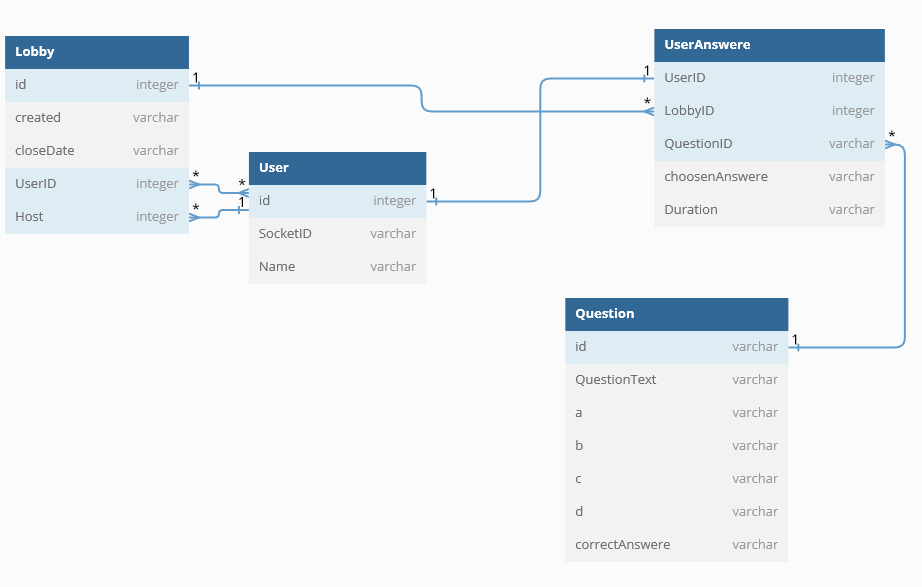 Lobby
id integer
created varchar
closeDate varchar
UserID integer
Host integer
1
*
*
User
id integer
SocketID varchar
Name varchar
*
1
1
UserAnswere
UserID integer
LobbyID integer
QuestionID varchar
choosenAnswere varchar
Duration varchar
1
*
*
Question
id varchar
QuestionText varchar
a varchar
b varchar
c varchar
d varchar
correctAnswere varchar
1